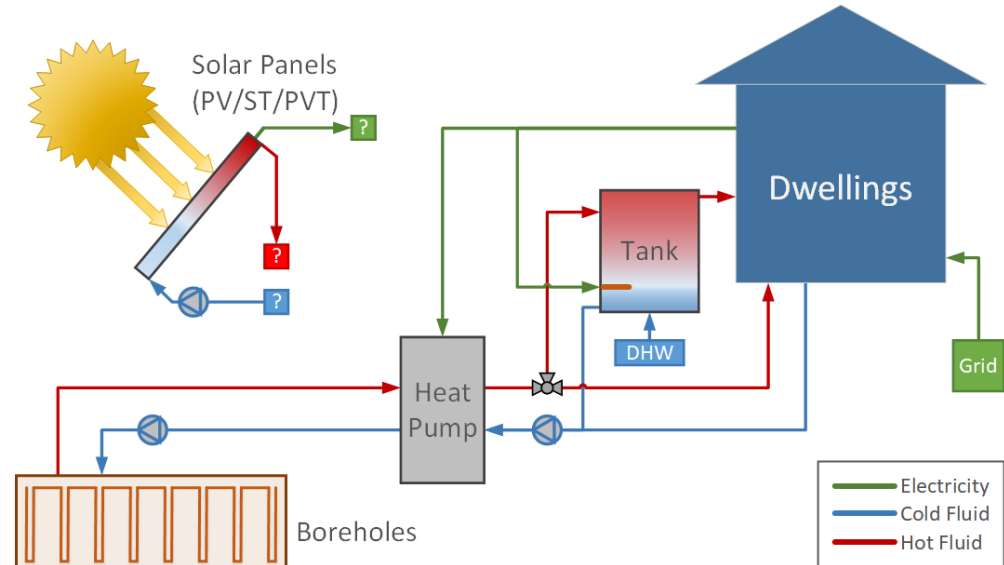 Solar Panels
(PV/ST/PVT)
?
?
?
Dwellings
Tank
DHW
Grid
Heat
Pump
Boreholes
Electricity
Cold Fluid
Hot Fluid